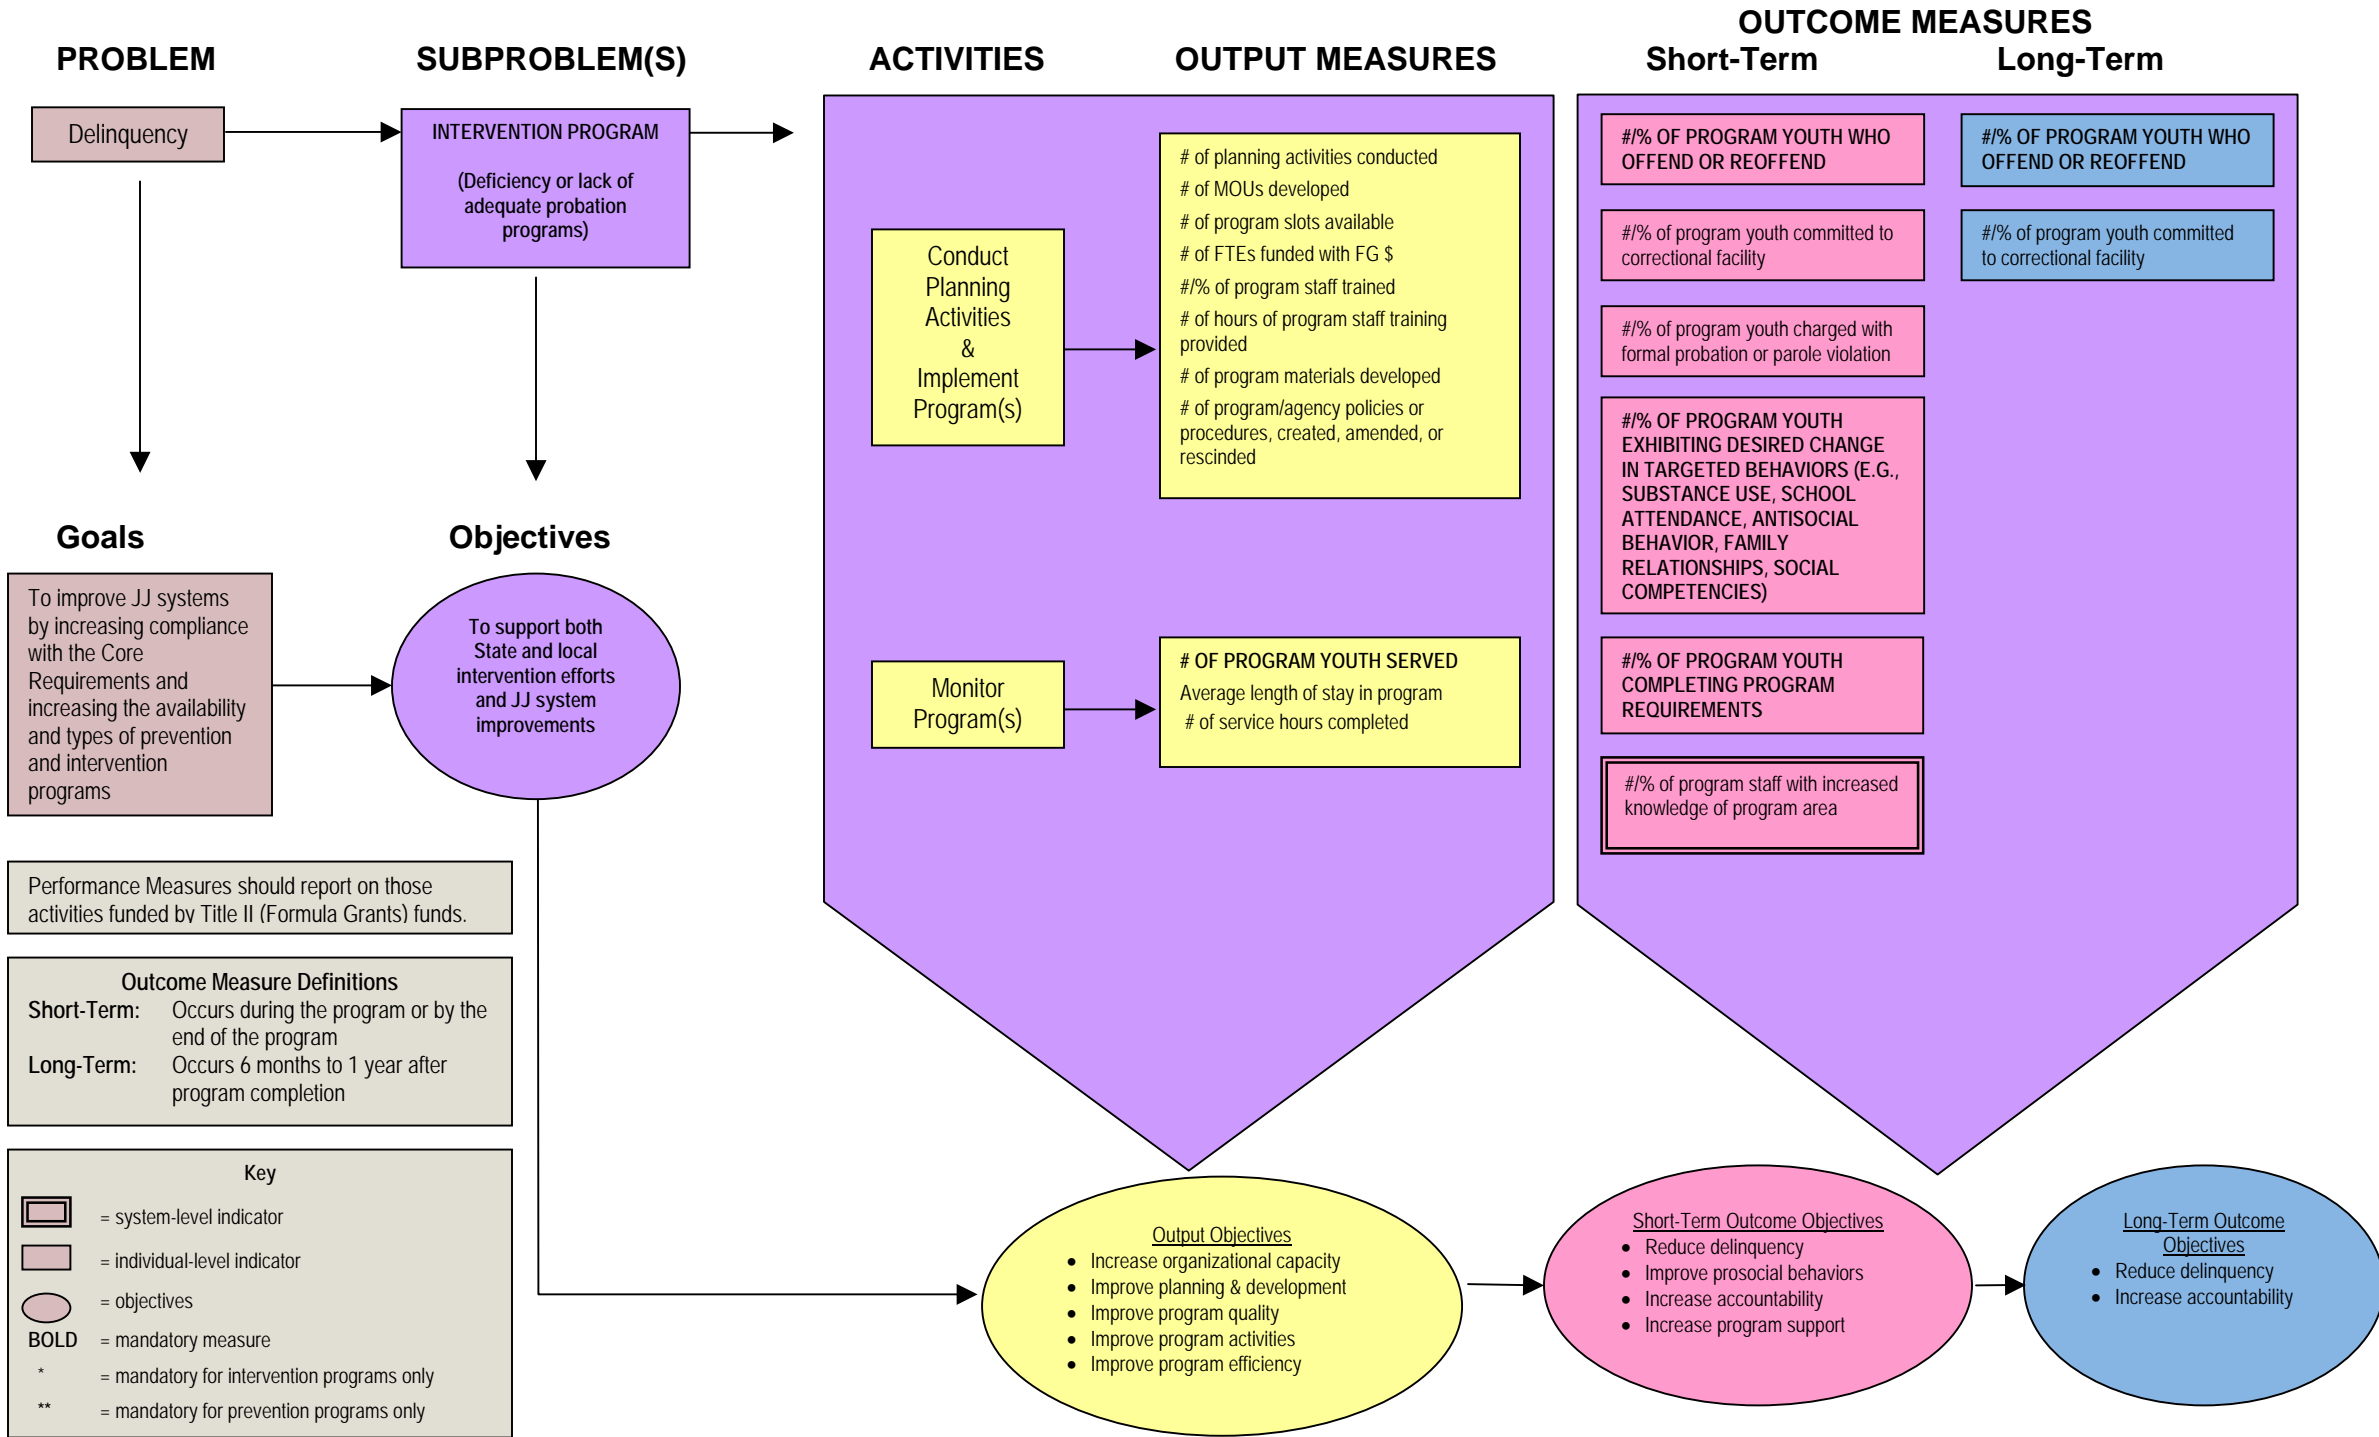 OUTCOME MEASURES
PROBLEM
SUBPROBLEM(S)
ACTIVITIES
OUTPUT MEASURES
Short-Term
Long-Term
Delinquency
INTERVENTION PROGRAM
(Deficiency or lack of
adequate probation
programs)
Goals
To improve JJ systems
by increasing compliance
with the Core
Requirements and
increasing the availability
and types of prevention
and intervention
programs
Objectives
To support both
State and local
intervention efforts
and JJ system
improvements
Conduct
Planning
Activities
&
Implement
Program(s)
# of planning activities conducted
# of MOUs developed
# of program slots available
# of FTEs funded with FG $
#/% of program staff trained
# of hours of program staff training
provided
# of program materials developed
# of program/agency policies or
procedures, created, amended, or
rescinded
Monitor
Program(s)
# OF PROGRAM YOUTH SERVED
Average length of stay in program
# of service hours completed
#/% OF PROGRAM YOUTH WHO
OFFEND OR REOFFEND
#/% of program youth committed to
correctional facility
#/% of program youth charged with
formal probation or parole violation
#/% OF PROGRAM YOUTH
EXHIBITING DESIRED CHANGE
IN TARGETED BEHAVIORS (E.G.,
SUBSTANCE USE, SCHOOL
ATTENDANCE, ANTISOCIAL
BEHAVIOR, FAMILY
RELATIONSHIPS, SOCIAL
COMPETENCIES)
#/% OF PROGRAM YOUTH
COMPLETING PROGRAM
REQUIREMENTS
#/% of program staff with increased
knowledge of program area
#/% OF PROGRAM YOUTH WHO
OFFEND OR REOFFEND
#/% of program youth committed
to correctional facility
Performance Measures should report on those
activities funded by Title II (Formula Grants) funds.
Outcome Measure Definitions
Short-Term: Occurs during the program or by the
end of the program
Long-Term: Occurs 6 months to 1 year after
program completion
Key
= system-level indicator
= individual-level indicator
= objectives
BOLD = mandatory measure
* = mandatory for intervention programs only
** = mandatory for prevention programs only
Output Objectives
• Increase organizational capacity
• Improve planning & development
• Improve program quality
• Improve program activities
• Improve program efficiency
Short-Term Outcome Objectives
• Reduce delinquency
• Improve prosocial behaviors
• Increase accountability
• Increase program support
Long-Term Outcome
Objectives
• Reduce delinquency
• Increase accountability